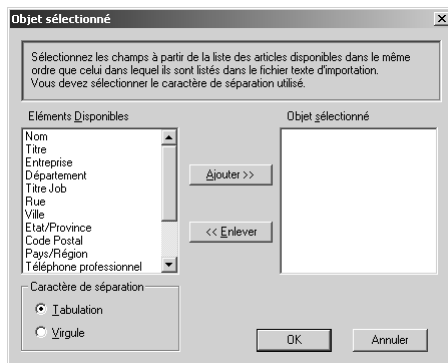 Objet sélectionné
Sélectionnez les champs à partir de la liste des articles disponibles dans le même
ordre que celui dans lequel ils sont listés dans le fichier texte d'importation.
Vous devez sélectionner le caractère de séparation utilisé.
Eléments Disponibles
Objet sélectionné
Nom
Titre
Entreprise
Département
Titre Job
Rue
Ville
Etat/Province
Code Postal
Pays/Région
Téléphone professionnel
Ajouter >>
<< Enlever
Caractère de séparation
Tabulation
Virgule
OK
Annuler